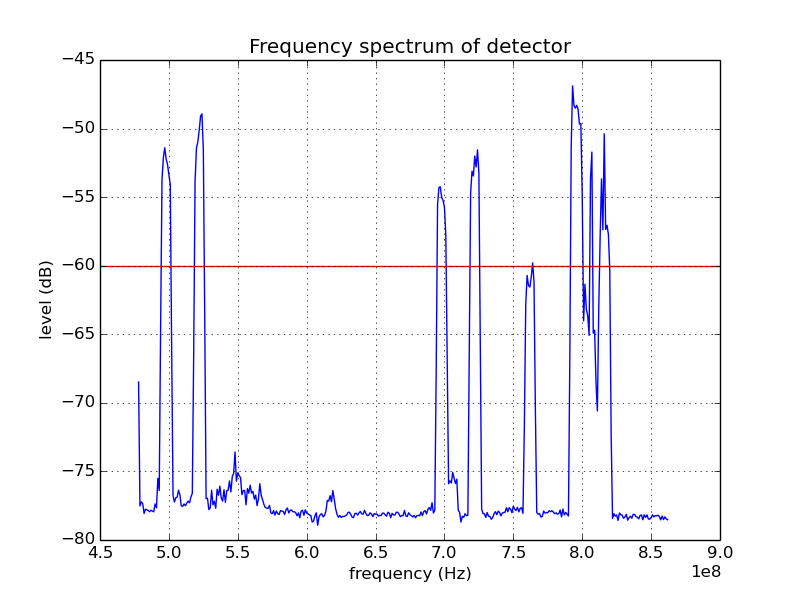 Frequency spectrum of detector
−45
−50
−55
−60
−65
−70
−75
−80
level (dB)
4.5 5.0 5.5 6.0 6.5 7.0 7.5 8.0 8.5 9.0
1e8
frequency (Hz)